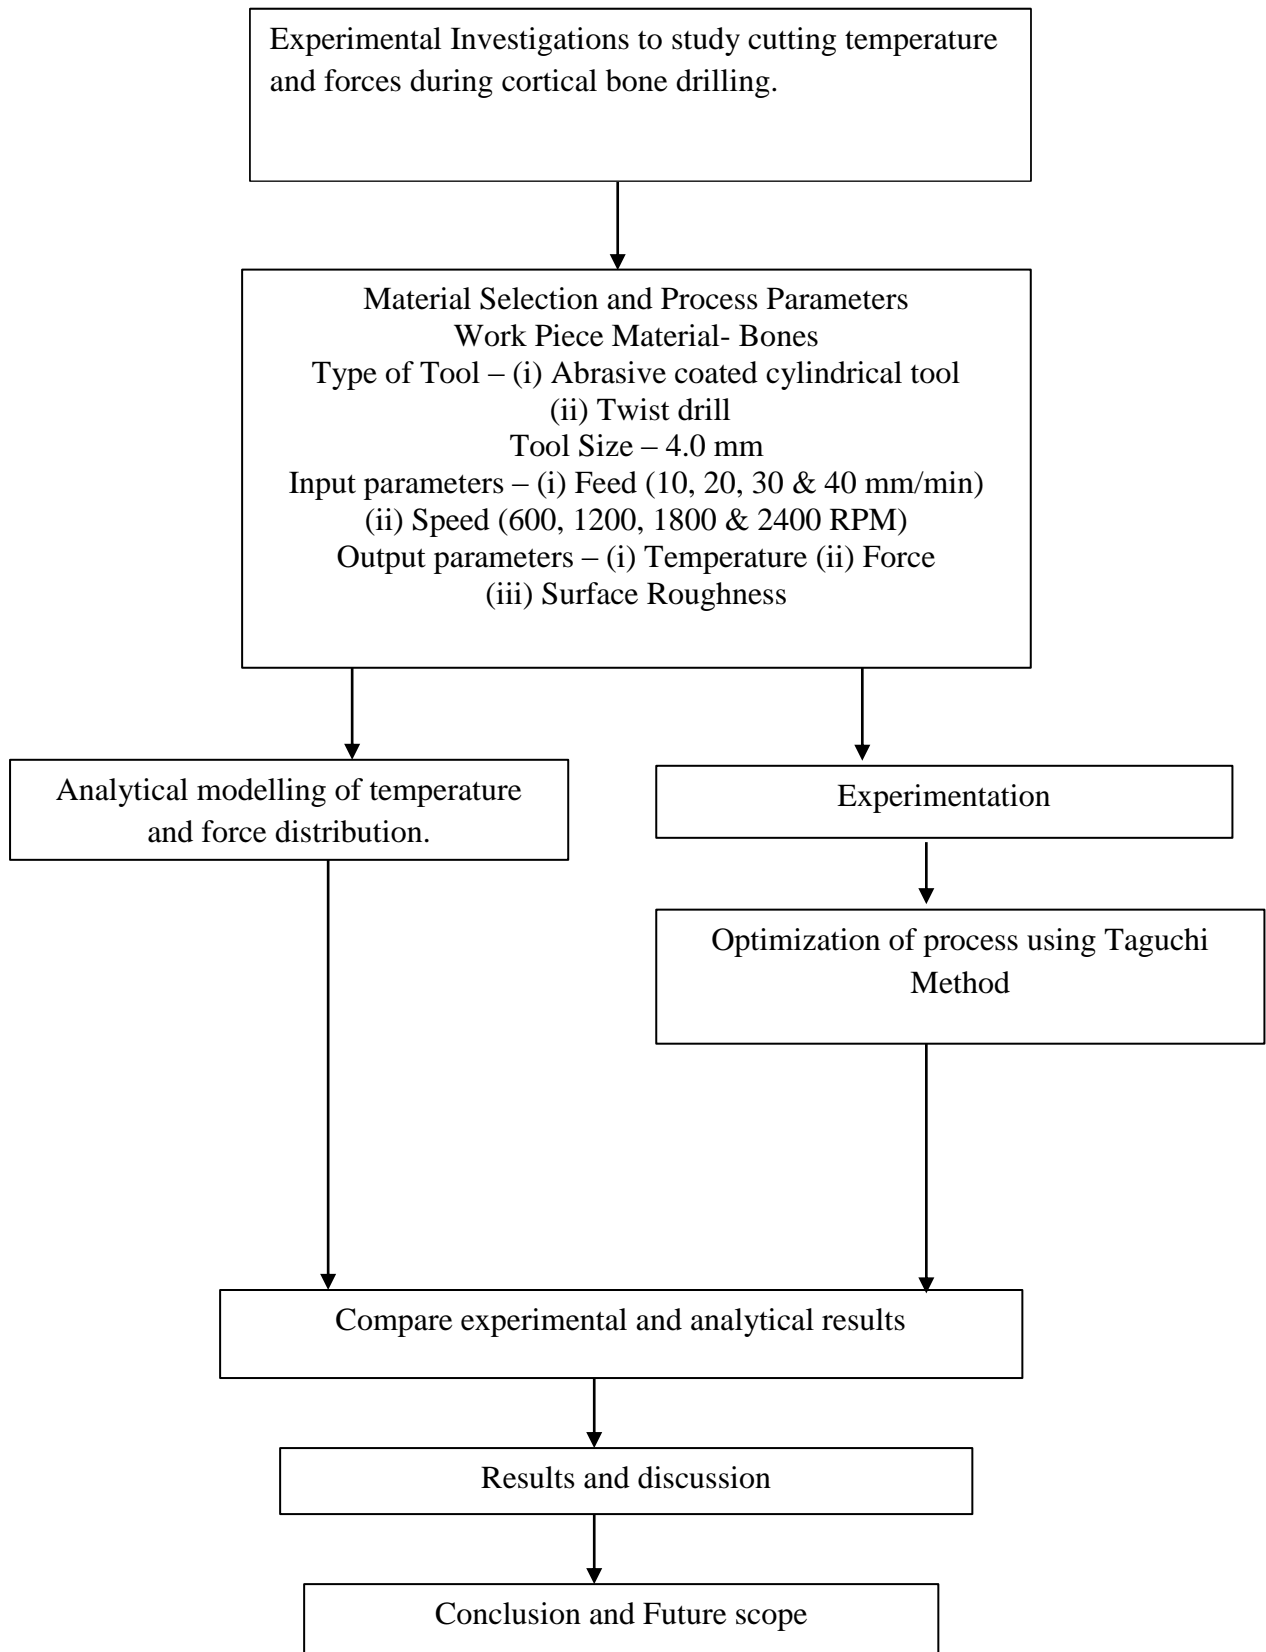 Experimental Investigations to study cutting temperature
and forces during cortical bone drilling.
Material Selection and Process Parameters
Work Piece Material- Bones
Type of Tool – (i) Abrasive coated cylindrical tool
(ii) Twist drill
Tool Size – 4.0 mm
Input parameters – (i) Feed (10, 20, 30 & 40 mm/min)
(ii) Speed (600, 1200, 1800 & 2400 RPM)
Output parameters – (i) Temperature (ii) Force
(iii) Surface Roughness
Analytical modelling of temperature
and force distribution.
Experimentation
Optimization of process using Taguchi
Method
Compare experimental and analytical results
Results and discussion
Conclusion and Future scope